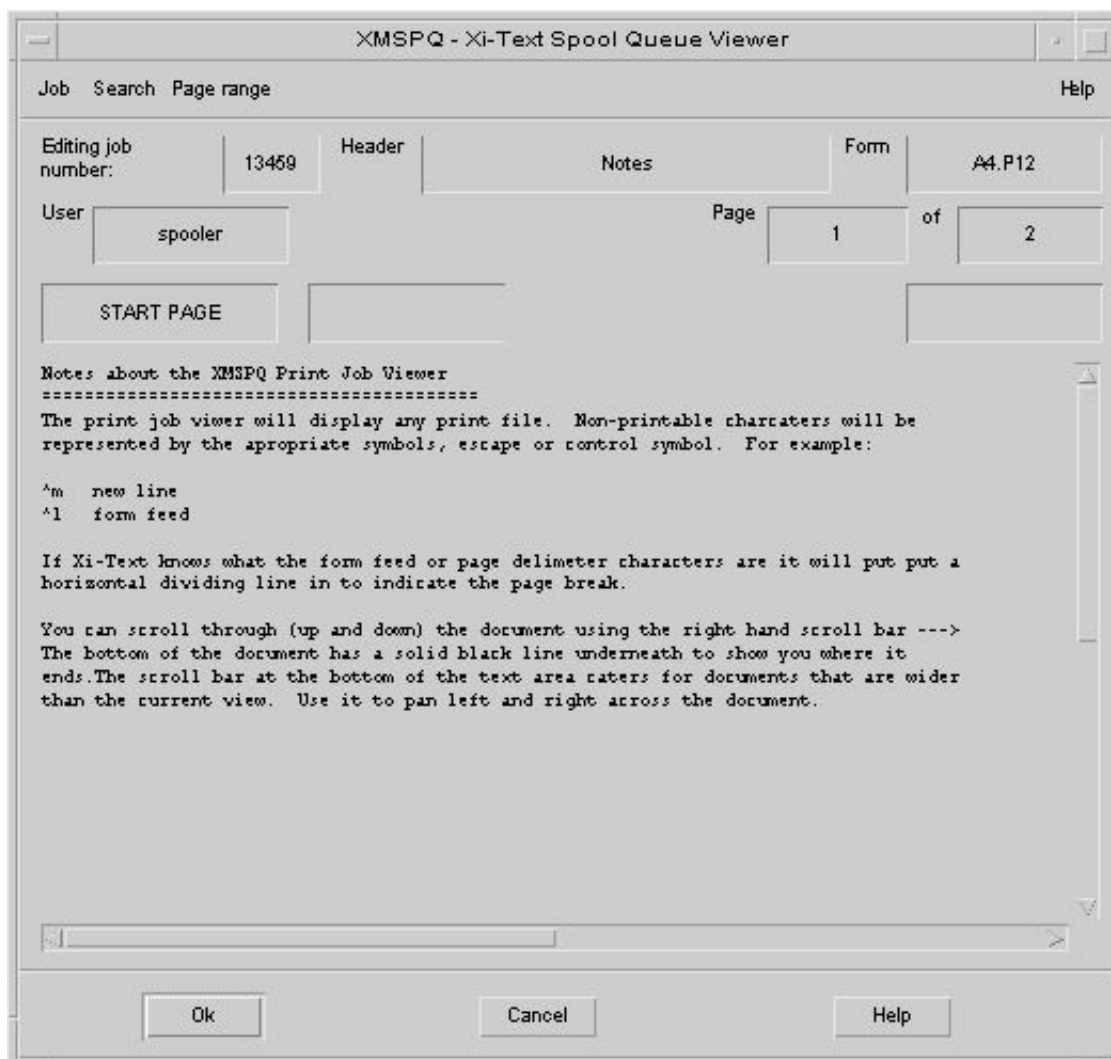 XMSPQ - Xi-Text Spool Queue Viewer
Job Search Page range Help
Editing job number: 13459 Header Notes Form A4.P12
User spooler Page 1 of 2
START PAGE
Notes about the XMSPQ Print Job Viewer
=========================================
The print job viwer will display any print file.  Non-printable charcaters will be
represented by the apropriate symbols, escape or control symbol.  For example:
^m   new line
^l   form feed
If Xi-Text knows what the form feed or page delimeter characters are it will put put a
horizontal dividing line in to indicate the page break.
You can scroll through (up and down) the document using the right hand scroll bar --->
The bottom of the document has a solid black line underneath to show you where it
ends.The scroll bar at the bottom of the text area caters for documents that are wider
than the current view.  Use it to pan left and right across the document.
Ok Cancel Help